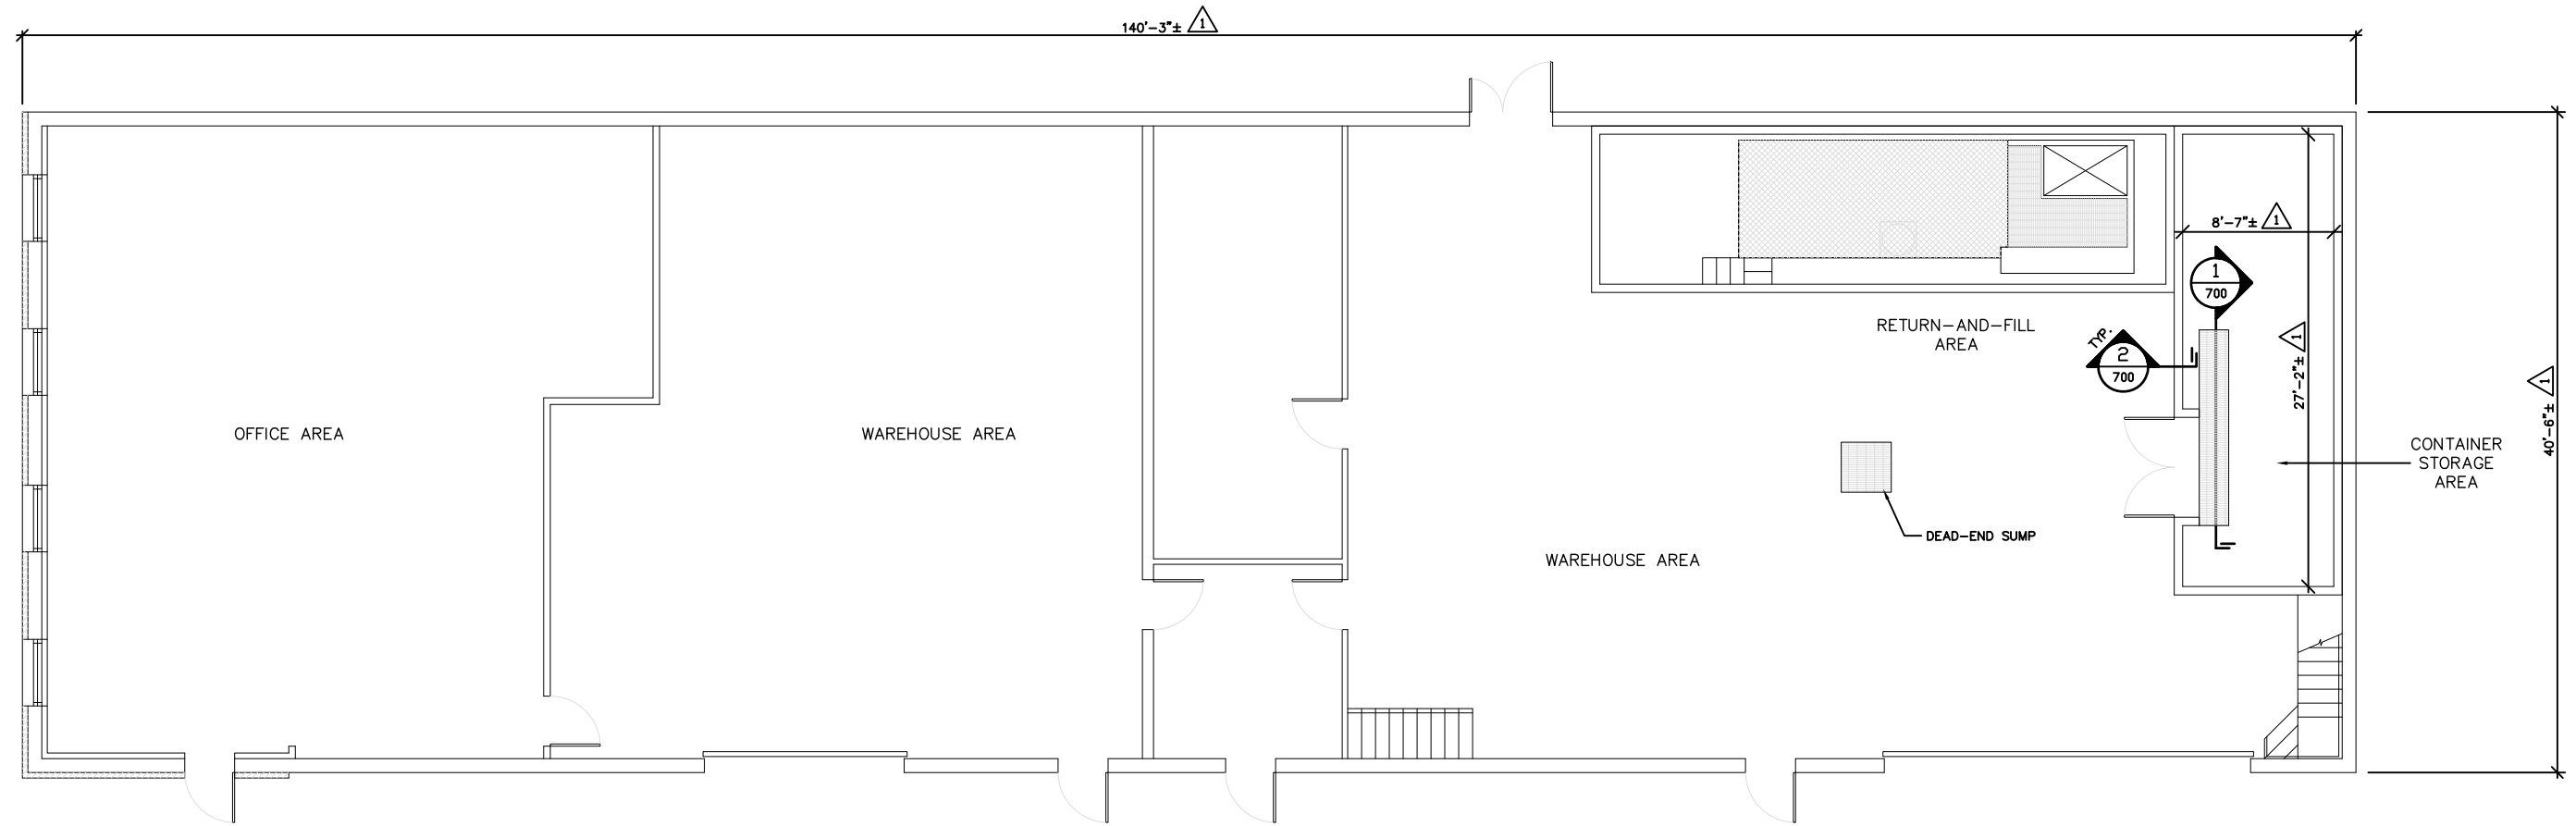 140'-3"± 1
8'-7"± 1
1
700
RETURN-AND-FILL
AREA
TYP.
2
700
27'-2"± 1
40'-6"± 1
OFFICE AREA
WAREHOUSE AREA
CONTAINER
STORAGE
AREA
DEAD-END SUMP
WAREHOUSE AREA